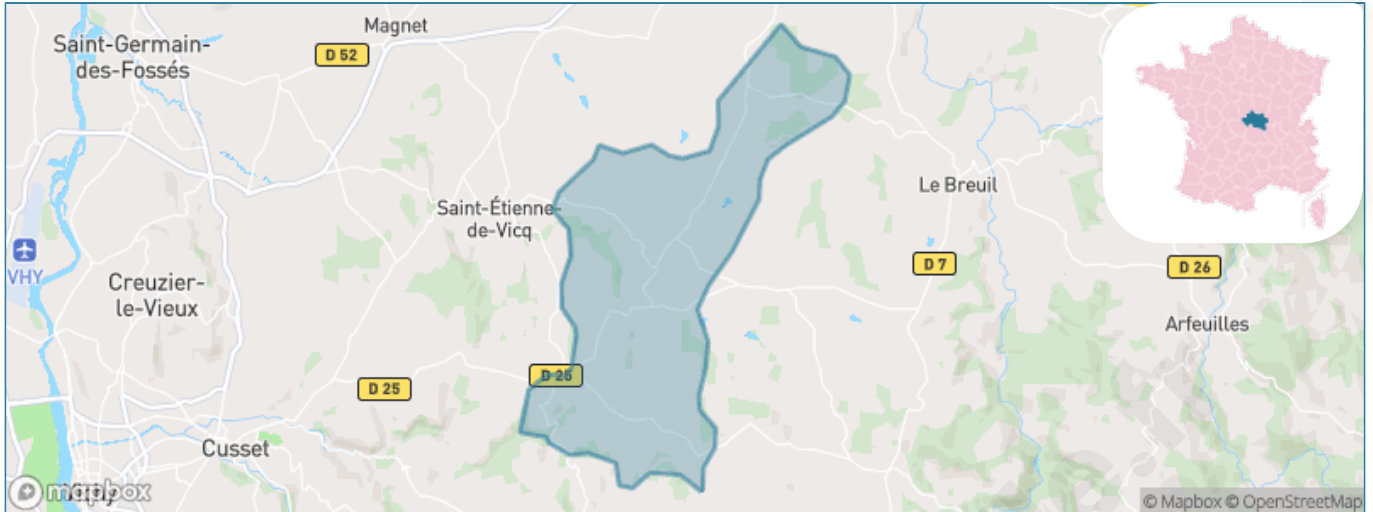 Magnet
Saint-Germain-
des-Fossés
D 52
Le Breuil
Saint-Étienne-
de-Vicq
VHY
D 7
D 26
Creuzier-
le-Vieux
Arfeuilles
D 25
D 25
Cusset
mapbox
© Mapbox © OpenStreetMap